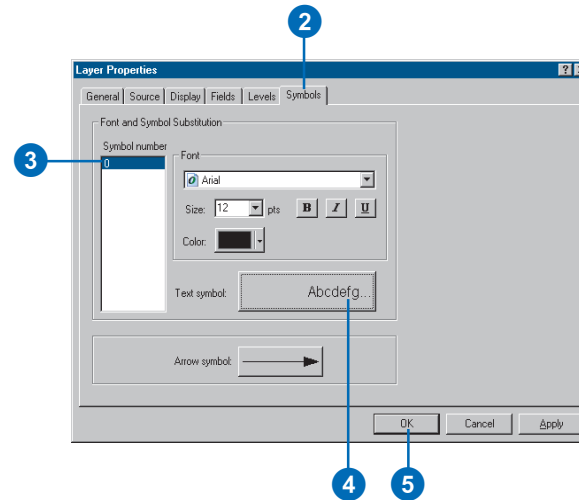 2
Layer Properties
General Source Display Fields Levels Symbols
Font and Symbol Substitution
3
Symbol number
0
Font
Arial
Size: 12 pts B I U
Color:
Text symbol: Abcdefg...
Arrow symbol:
OK Cancel Apply
4 5